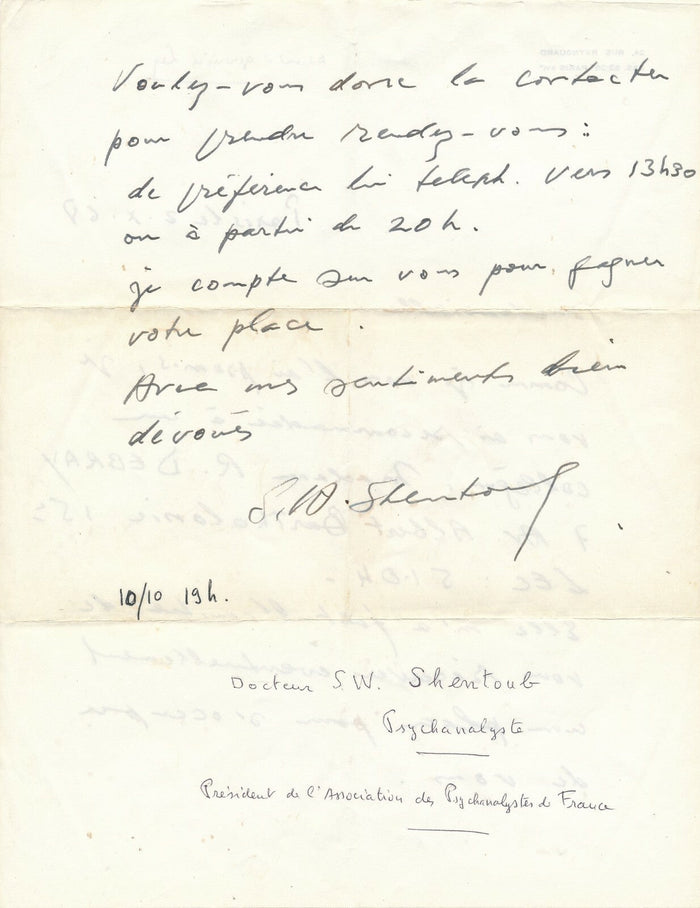 Voulez-vous donc la contacter
pour prendre rendez-vous :
de préférence lui téléph. vers 13h30
ou à partir de 20h.
je compte sur vous pour gagner
votre place.
Avec mes sentiments bien
dévoués
S.W. Shentoub
10/10 19h.
Docteur S.W. Shentoub
Psychanalyste
Président de l'Association des Psychanalystes de France